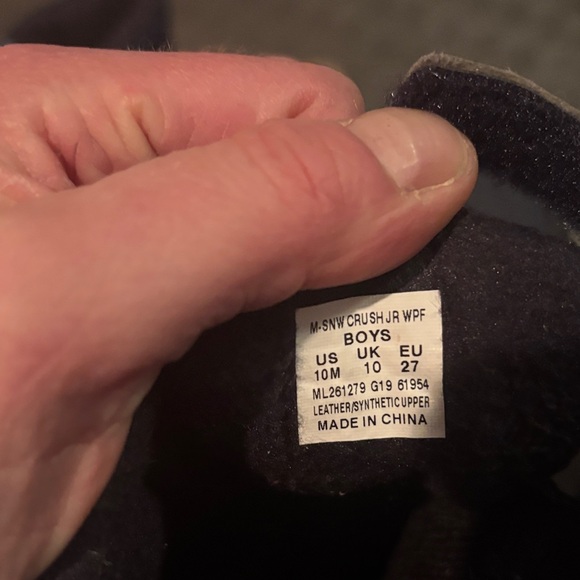 M-SNW CRUSH JR WPF
BOYS
US UK EU
10M 10 27
ML261279 G19 61954
LEATHER/SYNTHETIC UPPER
MADE IN CHINA